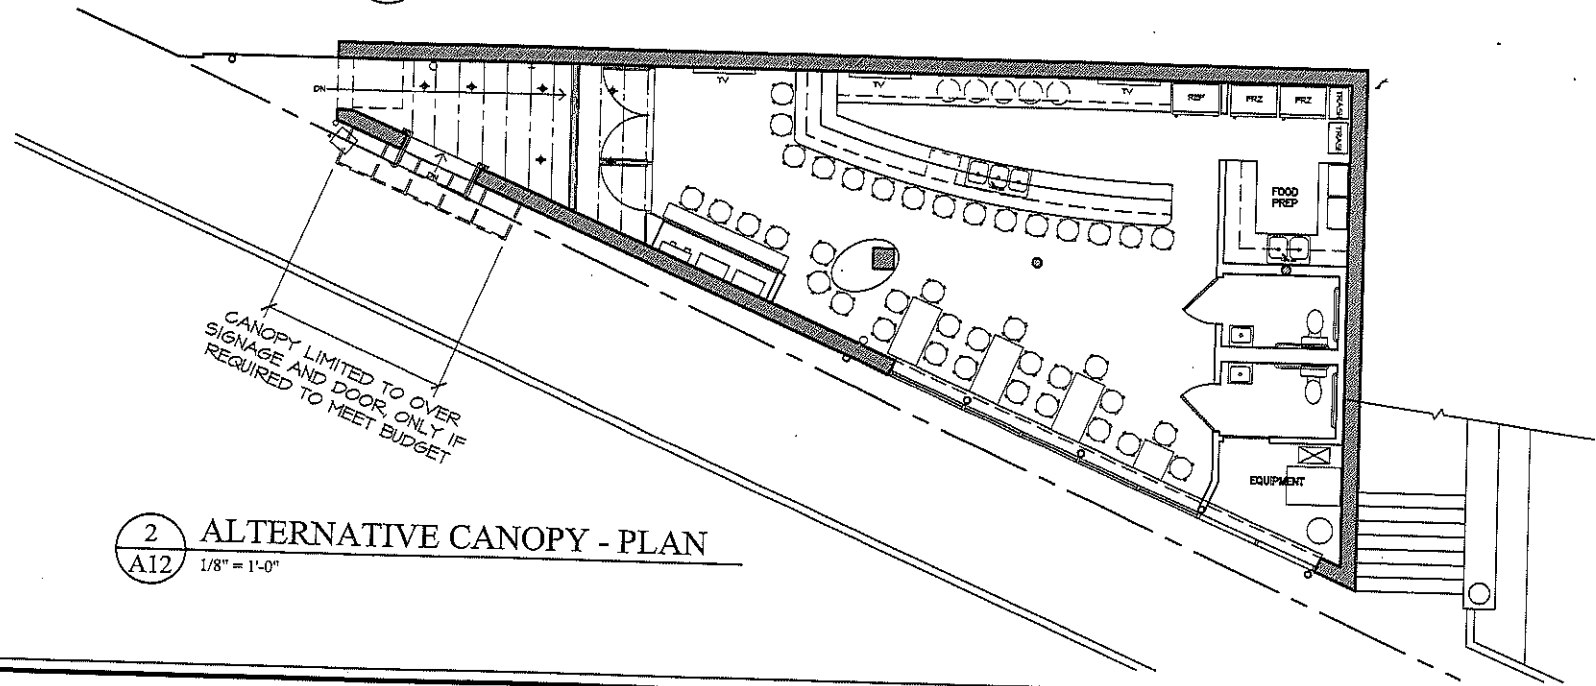 DN
TV
TV
TV
REF
FRZ
FRZ
TRASH
TRASH
DN
FOOD
PREP
CANOPY LIMITED TO OVER
SIGNAGE AND DOOR, ONLY IF
REQUIRED TO MEET BUDGET
EQUIPMENT
2
A12
ALTERNATIVE CANOPY - PLAN
1/8" = 1'-0"